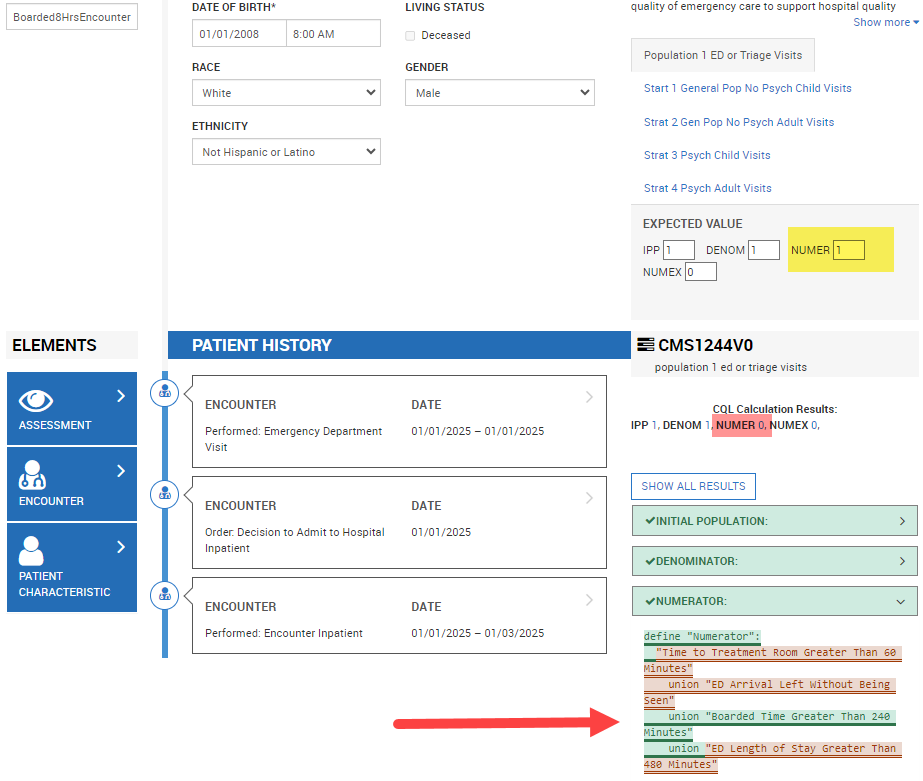 Boarded8HrsEncounter
DATE OF BIRTH*
01/01/2008 8:00 AM
LIVING STATUS
Deceased
RACE
White
GENDER
Male
ETHNICITY
Not Hispanic or Latino
quality of emergency care to support hospital quality
Show more
Population 1 ED or Triage Visits
Start 1 General Pop No Psych Child Visits
Strat 2 Gen Pop No Psych Adult Visits
Strat 3 Psych Child Visits
Strat 4 Psych Adult Visits
EXPECTED VALUE
IPP 1 DENOM 1 NUMER 1
NUMEX 0
ELEMENTS
ASSESSMENT
ENCOUNTER
PATIENT
CHARACTERISTIC
PATIENT HISTORY
ENCOUNTER DATE
Performed: Emergency Department 01/01/2025 – 01/01/2025
Visit
ENCOUNTER DATE
Order: Decision to Admit to Hospital 01/01/2025
Inpatient
ENCOUNTER DATE
Performed: Encounter Inpatient 01/01/2025 – 01/03/2025
CMS1244V0
population 1 ed or triage visits
CQL Calculation Results:
IPP 1, DENOM 1, NUMER 0, NUMEX 0,
SHOW ALL RESULTS
INITIAL POPULATION:
DENOMINATOR:
NUMERATOR:
define "Numerator":
"Time to Treatment Room Greater Than 60
Minutes"
union "ED Arrival Left Without Being
Seen"
union "Boarded Time Greater Than 240
Minutes"
union "ED Length of Stay Greater Than
480 Minutes"